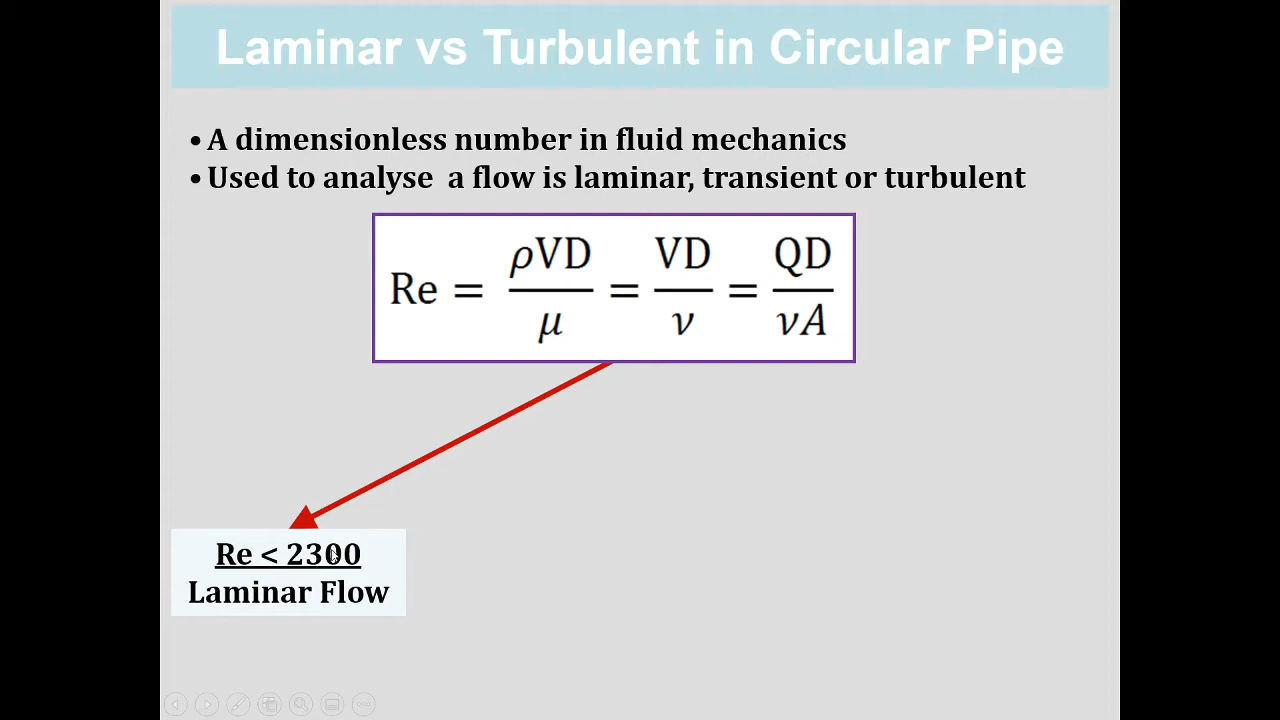 Laminar vs Turbulent in Circular Pipe
• A dimensionless number in fluid mechanics
• Used to analyse a flow is laminar, transient or turbulent
Re = ρVD/μ = VD/ν = QD/νA
Re < 2300
Laminar Flow